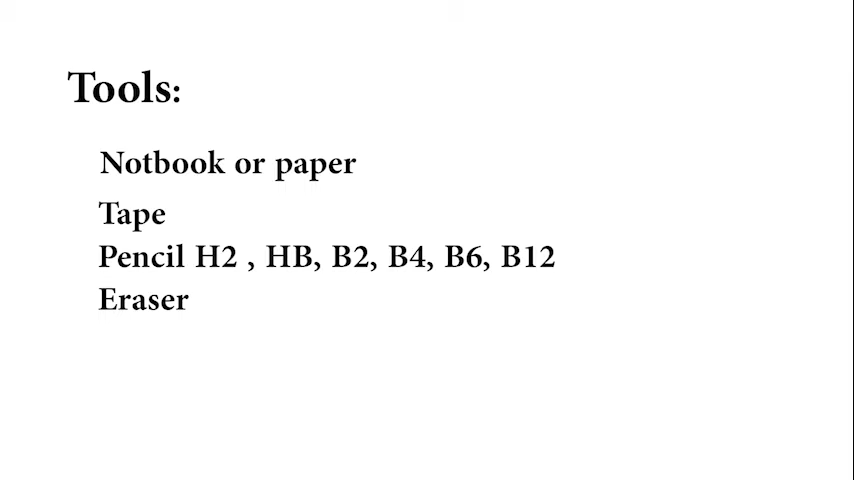 Tools:
Notbook or paper
Tape
Pencil H2 , HB, B2, B4, B6, B12
Eraser